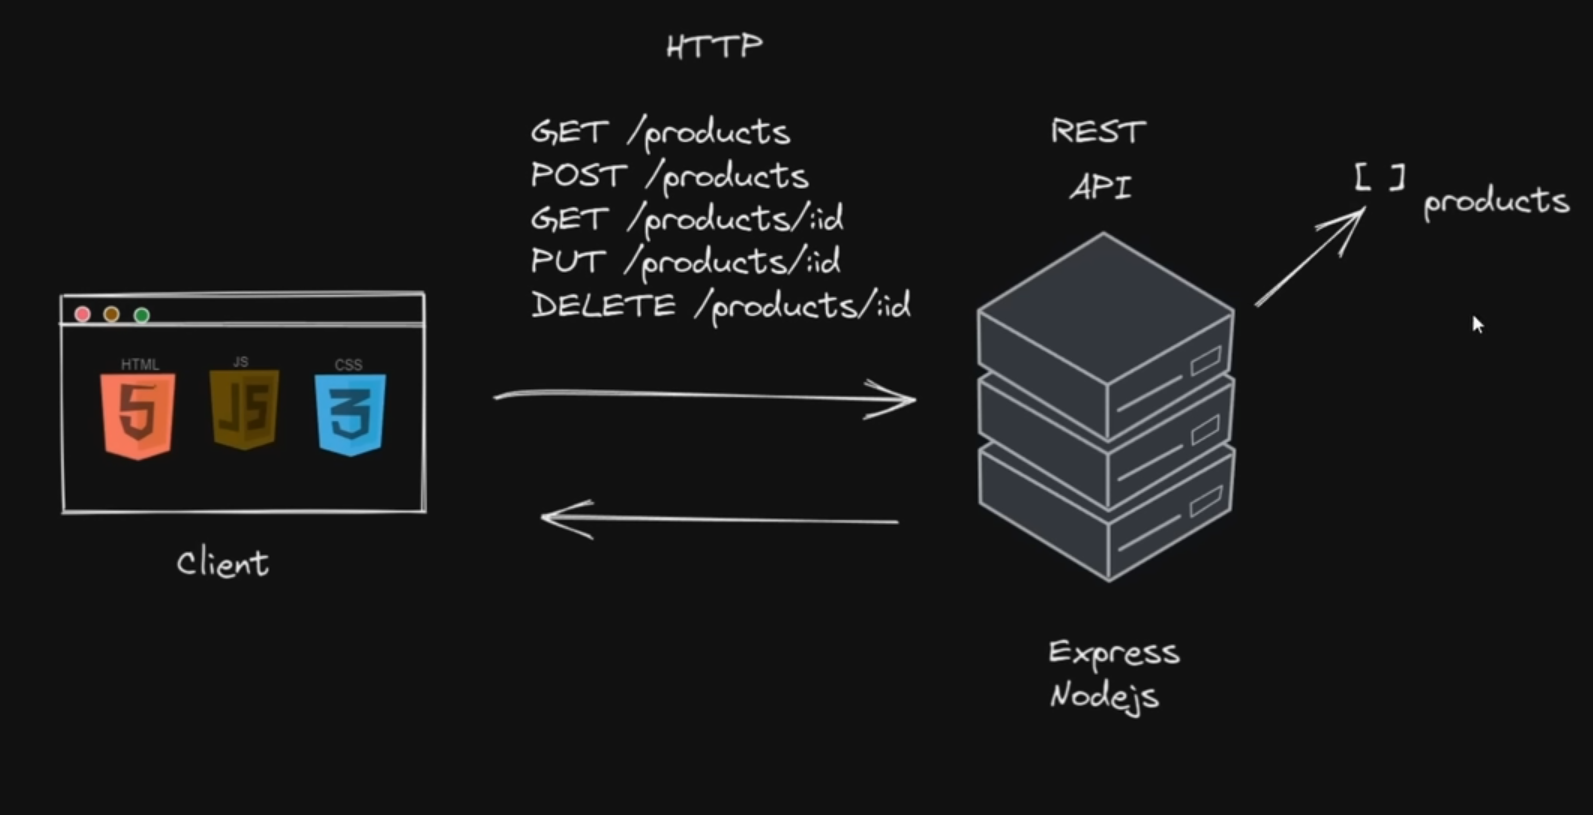 HTTP
GET /products
POST /products
GET /products/:id
PUT /products/:id
DELETE /products/:id
REST
API
[ ]
products
HTML
JS
CSS
5
JS
3
Client
Express
Nodejs